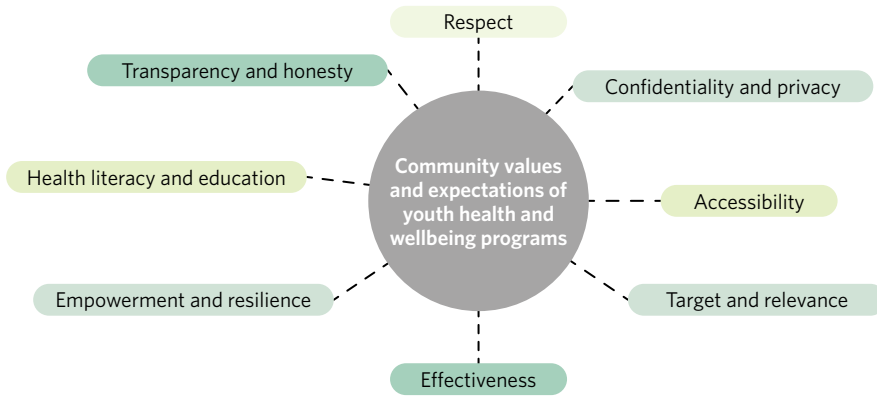 Respect
Transparency and honesty
Confidentiality and privacy
Community values
and expectations of
youth health and
wellbeing programs
Health literacy and education
Accessibility
Empowerment and resilience
Target and relevance
Effectiveness